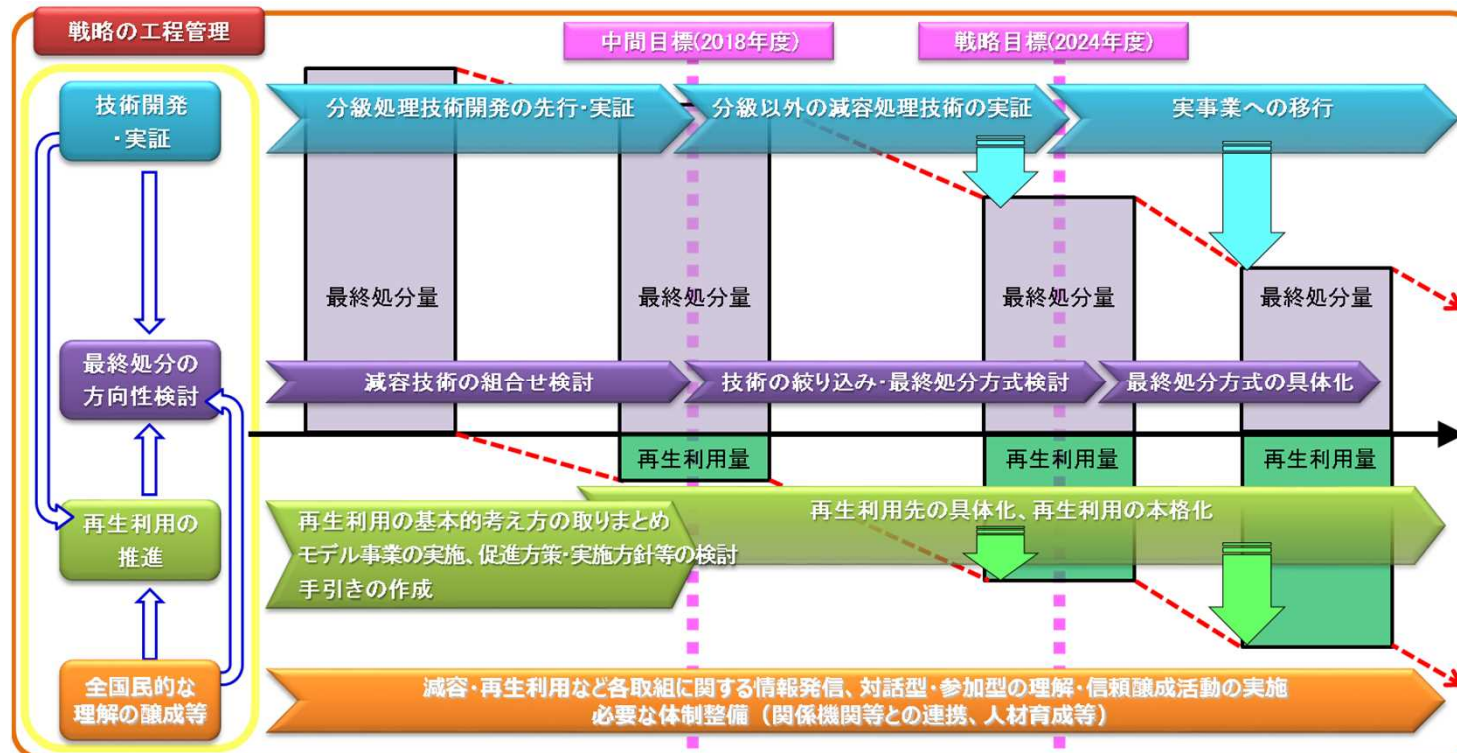 戦略の工程管理
中間目標(2018年度)
戦略目標(2024年度)
技術開発
・実証
分級処理技術開発の先行・実証
分級以外の減容処理技術の実証
実事業への移行
最終処分量
最終処分量
最終処分量
最終処分量
最終処分の
方向性検討
減容技術の組合せ検討
技術の絞り込み・最終処分方式検討
最終処分方式の具体化
再生利用量
再生利用量
再生利用量
再生利用の
推進
再生利用の基本的考え方の取りまとめ
モデル事業の実施、促進方策・実施方針等の検討
手引きの作成
再生利用先の具体化、再生利用の本格化
全国民的な
理解の醸成等
減容・再生利用など各取組に関する情報発信、対話型・参加型の理解・信頼醸成活動の実施
必要な体制整備（関係機関等との連携、人材育成等）